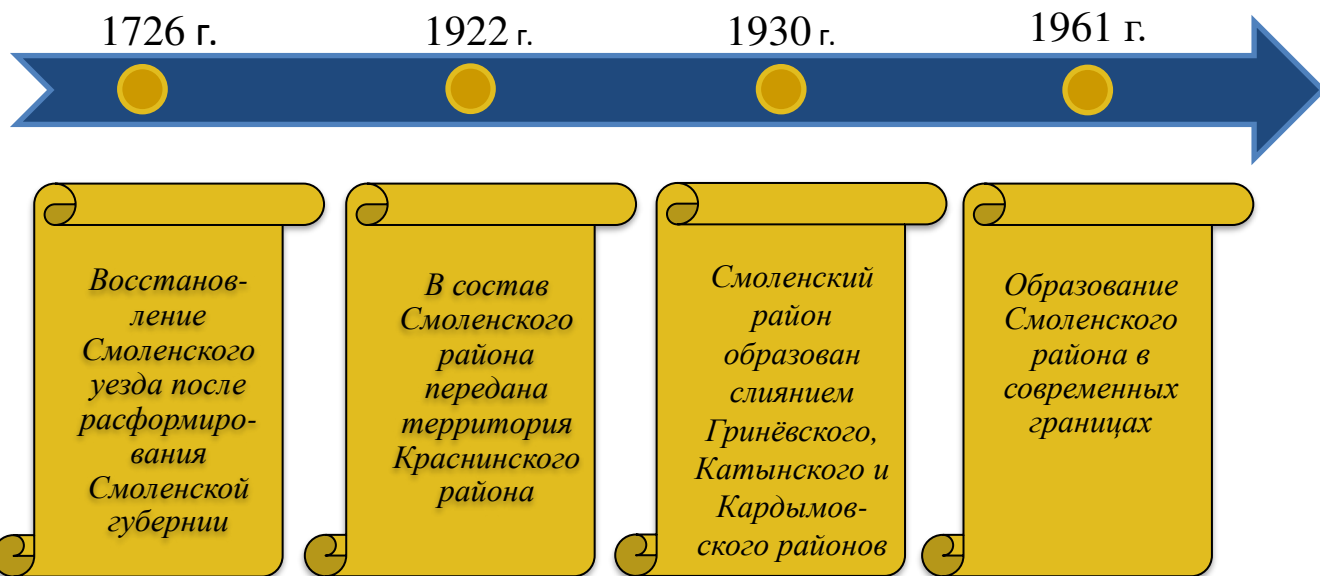 1726 г.
1922 г.
1930 г.
1961 г.
Восстанов-
ление
Смоленского
уезда после
расформиро-
вания
Смоленской
губернии
В состав
Смоленского
района
передана
территория
Краснинского
района
Смоленский
район
образован
слиянием
Гринёвского,
Катынского и
Кардымов-
ского районов
Образование
Смоленского
района в
современных
границах